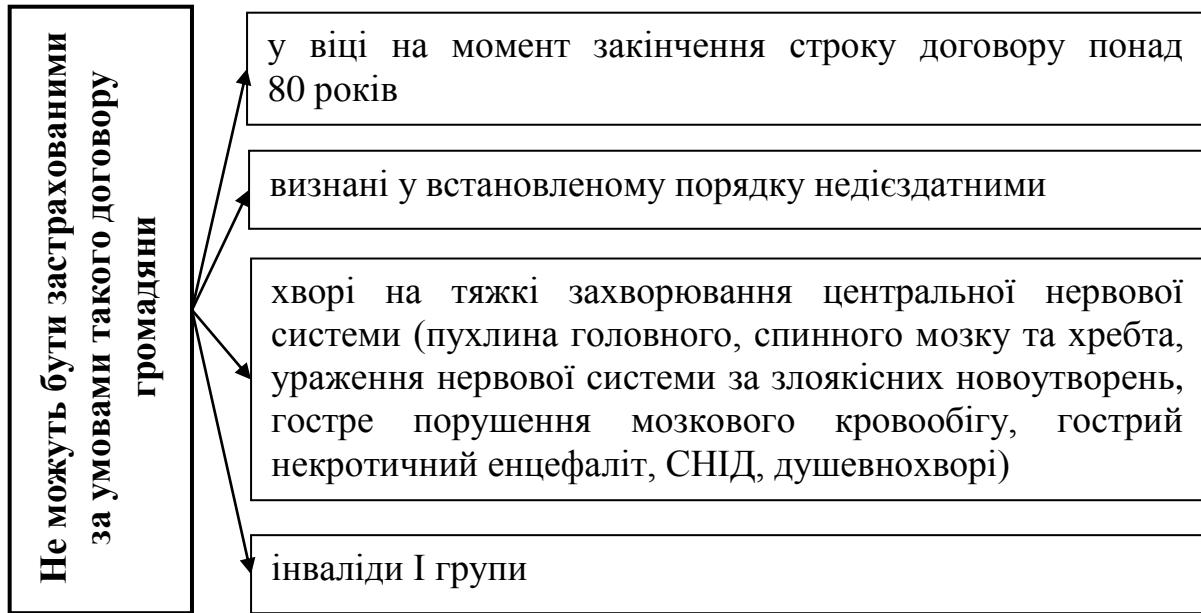 Не можуть бути застрахованими
за умовами такого договору
громадяни
у віці на момент закінчення строку договору понад
80 років
визнані у встановленому порядку недієздатними
хворі на тяжкі захворювання центральної нервової
системи (пухлина головного, спинного мозку та хребта,
ураження нервової системи за злоякісних новоутворень,
гостре порушення мозкового кровообігу, гострий
некротичний енцефаліт, СНІД, душевнохворі)
інваліди І групи